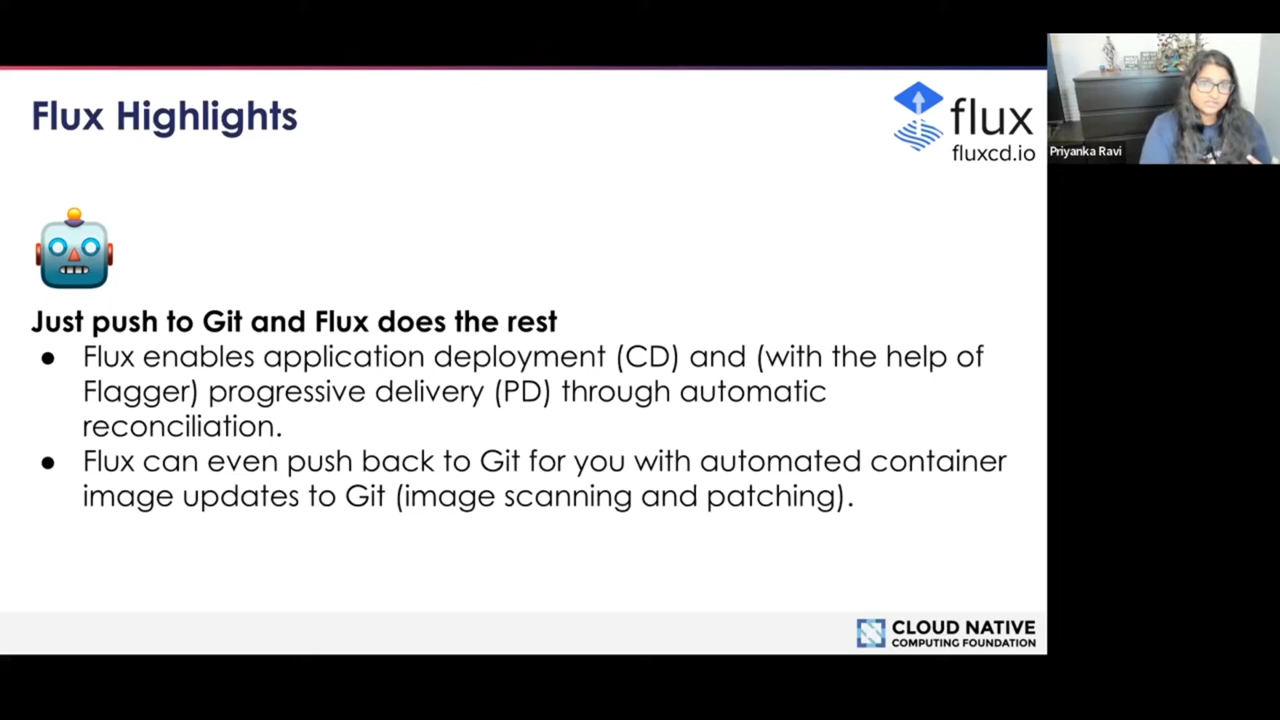 Flux Highlights
flux
fluxcd.io
Priyanka Ravi
Just push to Git and Flux does the rest
● Flux enables application deployment (CD) and (with the help of
Flagger) progressive delivery (PD) through automatic
reconciliation.
● Flux can even push back to Git for you with automated container
image updates to Git (image scanning and patching).
CLOUD NATIVE
COMPUTING FOUNDATION